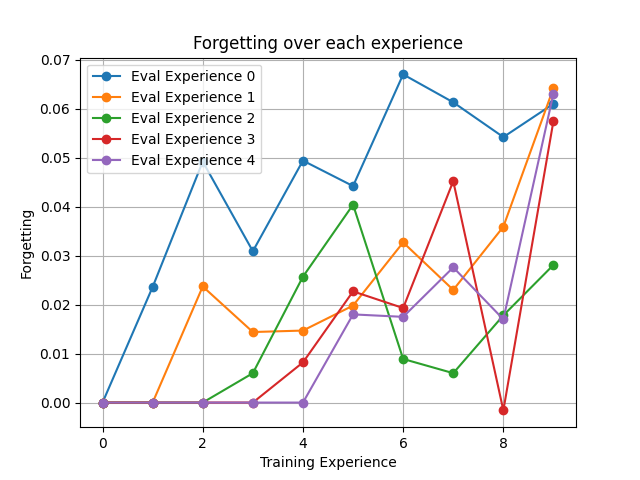 Forgetting over each experience
0.07
0.06
0.05
0.04
0.03
0.02
0.01
0.00
Forgetting
Eval Experience 0
Eval Experience 1
Eval Experience 2
Eval Experience 3
Eval Experience 4
0 2 4 6 8
Training Experience